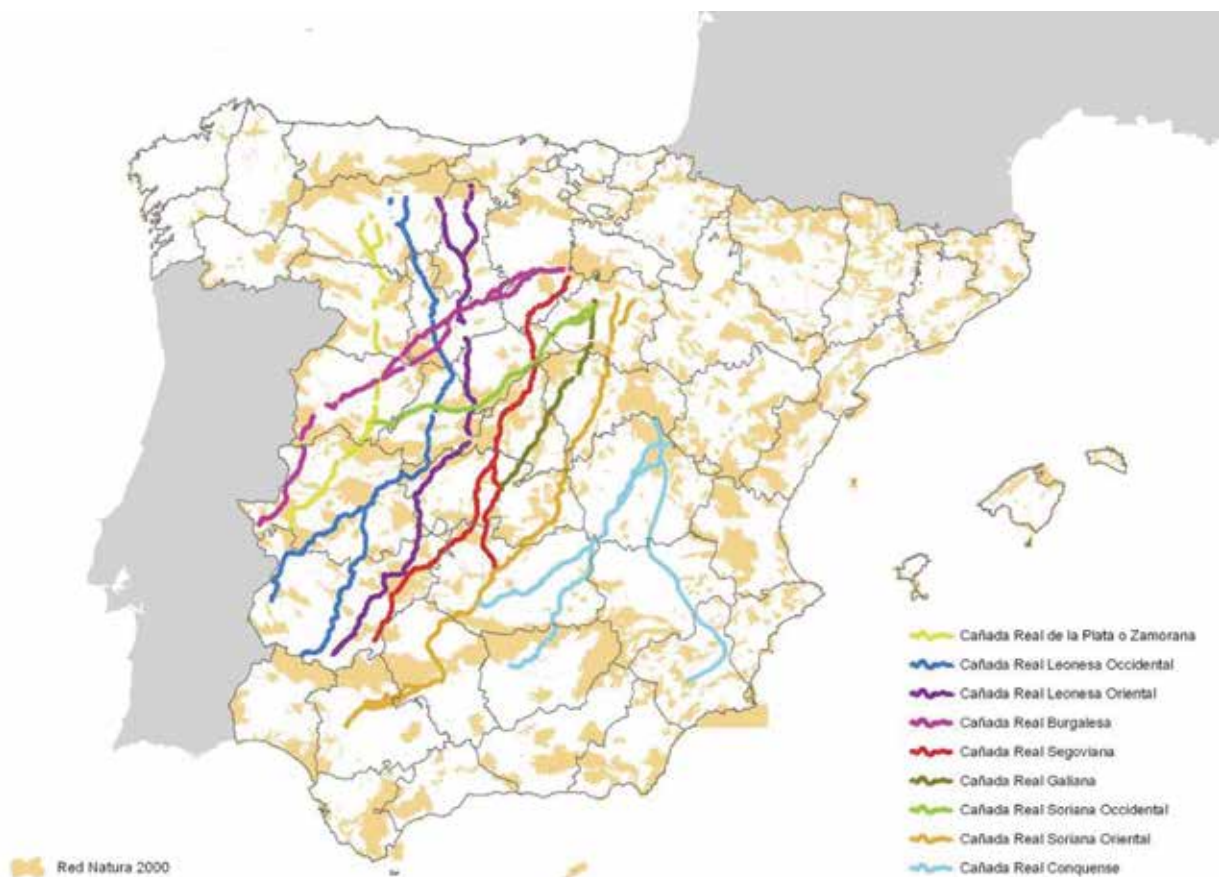 Cañada Real de la Plata o Zamorana
Cañada Real Leonesa Occidental
Cañada Real Leonesa Oriental
Cañada Real Burgalesa
Cañada Real Segoviana
Cañada Real Galiana
Cañada Real Soriana Occidental
Cañada Real Soriana Oriental
Cañada Real Conquense
Red Natura 2000